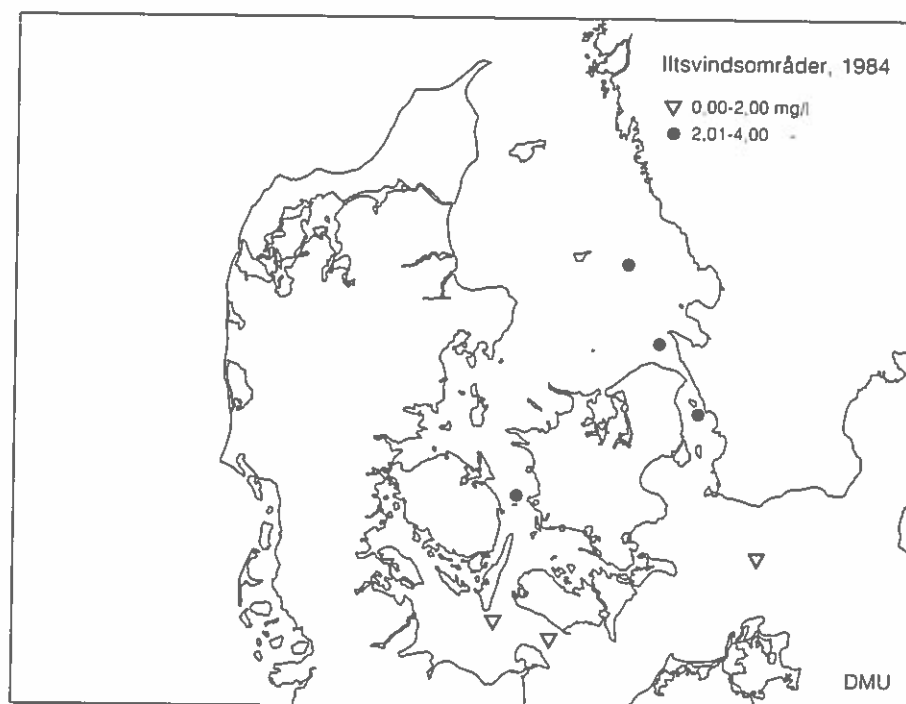 Iltsvindsområder, 1984
▽ 0,00-2,00 mg/l
● 2,01-4,00 -
DMU